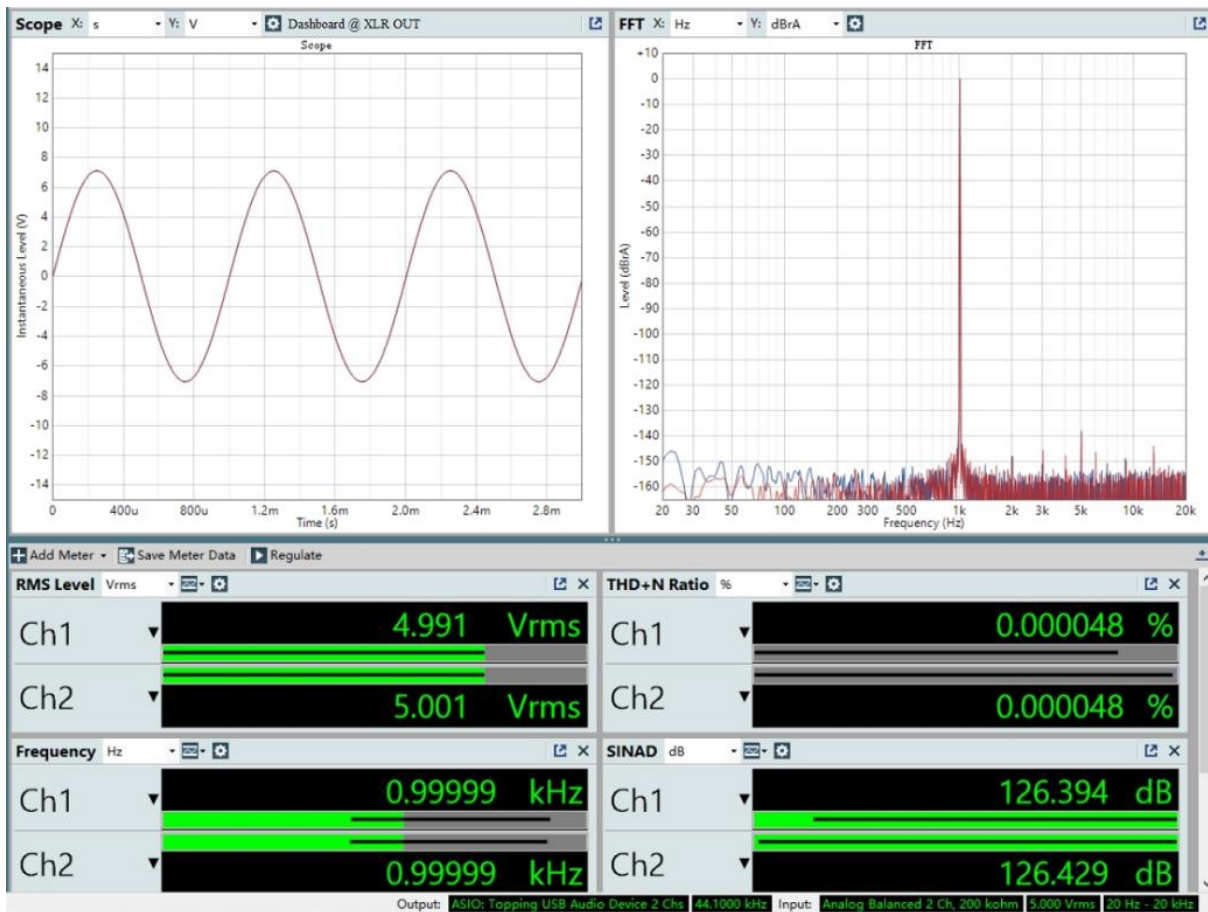 Scope X: s Y: V Dashboard @ XLR OUT
Scope
14
12
10
8
6
4
2
0
-2
-4
-6
-8
-10
-12
-14
Instantaneous Level (V)
0 400u 800u 1.2m 1.6m 2.0m 2.4m 2.8m
Time (s)
FFT X: Hz Y: dBrA
FFT
+10
0
-10
-20
-30
-40
-50
-60
-70
-80
-90
-100
-110
-120
-130
-140
-150
-160
Level (dBrA)
20 30 50 100 200 300 500 1k 2k 3k 5k 10k 20k
Frequency (Hz)
Add Meter Save Meter Data Regulate
RMS Level Vrms
Ch1 4.991 Vrms
Ch2 5.001 Vrms
THD+N Ratio %
Ch1 0.000048 %
Ch2 0.000048 %
Frequency Hz
Ch1 0.99999 kHz
Ch2 0.99999 kHz
SINAD dB
Ch1 126.394 dB
Ch2 126.429 dB
Output: ASIO: Topping USB Audio Device 2 Chs 44.1000 kHz Input: Analog Balanced 2 Ch, 200 kohm 5.000 Vrms 20 Hz - 20 kHz